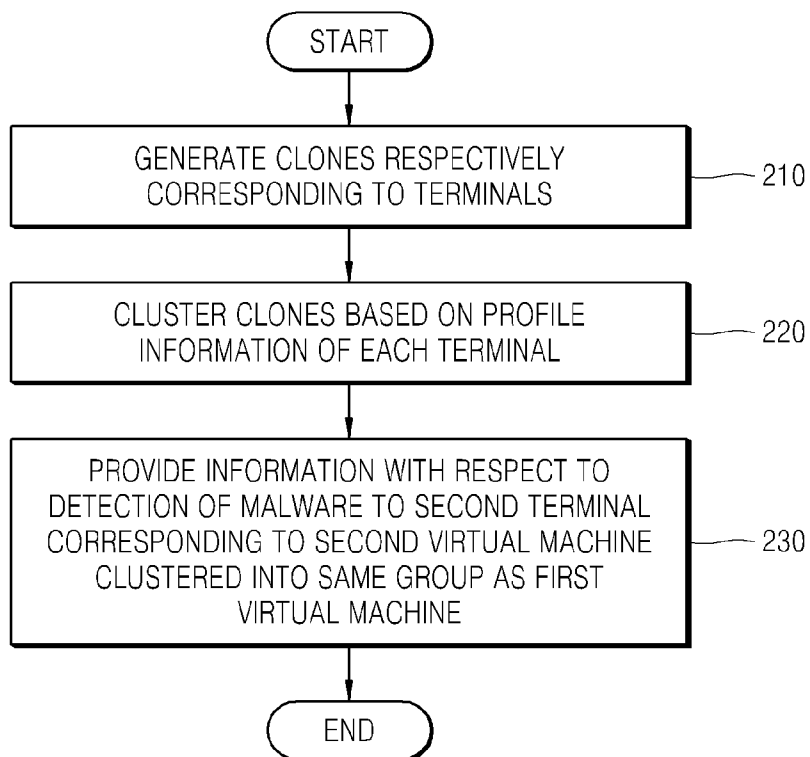 START
GENERATE CLONES RESPECTIVELY
CORRESPONDING TO TERMINALS
210
CLUSTER CLONES BASED ON PROFILE
INFORMATION OF EACH TERMINAL
220
PROVIDE INFORMATION WITH RESPECT TO
DETECTION OF MALWARE TO SECOND TERMINAL
CORRESPONDING TO SECOND VIRTUAL MACHINE
CLUSTERED INTO SAME GROUP AS FIRST
VIRTUAL MACHINE
230
END